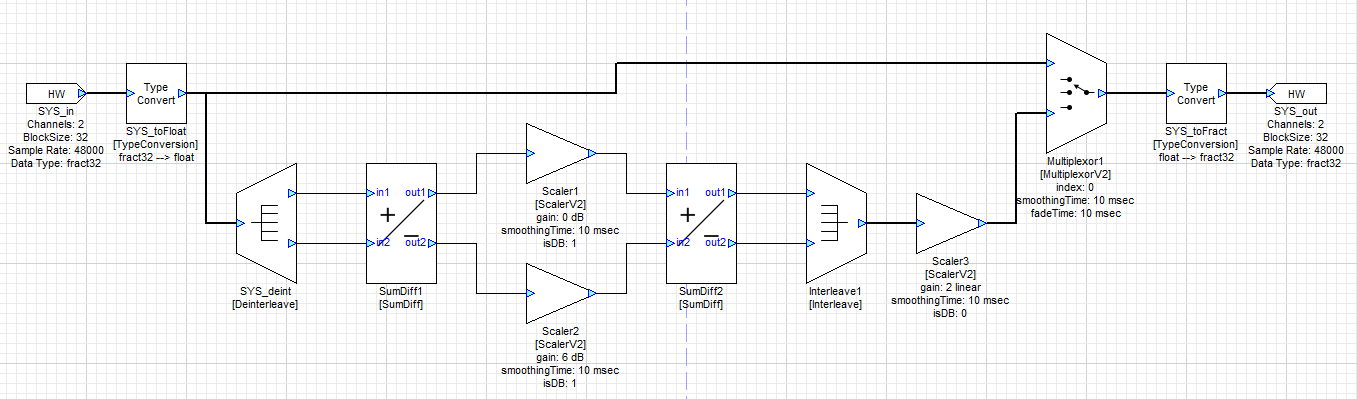 HW
SYS_in
Channels: 2
BlockSize: 32
Sample Rate: 48000
Data Type: fract32
Type
Convert
SYS_toFloat
[TypeConversion]
fract32 --> float
SYS_deint
[Deinterleave]
in1
out1
in2
out2
SumDiff1
[SumDiff]
Scaler1
[ScalerV2]
gain: 0 dB
smoothingTime: 10 msec
isDB: 1
Scaler2
[ScalerV2]
gain: 6 dB
smoothingTime: 10 msec
isDB: 1
in1
out1
in2
out2
SumDiff2
[SumDiff]
Interleave1
[Interleave]
Scaler3
[ScalerV2]
gain: 2 linear
smoothingTime: 10 msec
isDB: 0
Multiplexor1
[MultiplexorV2]
index: 0
smoothingTime: 10 msec
fadeTime: 10 msec
Type
Convert
SYS_toFract
[TypeConversion]
float --> fract32
HW
SYS_out
Channels: 2
BlockSize: 32
Sample Rate: 48000
Data Type: fract32